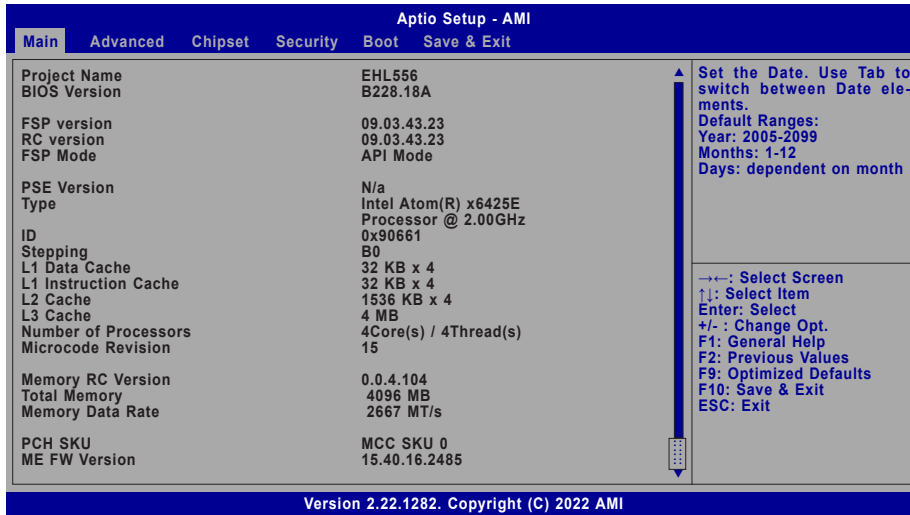 Aptio Setup - AMI
Main Advanced Chipset Security Boot Save & Exit
Project Name EHL556
BIOS Version B228.18A
FSP version 09.03.43.23
RC version 09.03.43.23
FSP Mode API Mode
PSE Version N/a
Type Intel Atom(R) x6425E
Processor @ 2.00GHz
ID 0x90661
Stepping B0
L1 Data Cache 32 KB x 4
L1 Instruction Cache 32 KB x 4
L2 Cache 1536 KB x 4
L3 Cache 4 MB
Number of Processors 4Core(s) / 4Thread(s)
Microcode Revision 15
Memory RC Version 0.0.4.104
Total Memory 4096 MB
Memory Data Rate 2667 MT/s
PCH SKU MCC SKU 0
ME FW Version 15.40.16.2485
Set the Date. Use Tab to
switch between Date ele-
ments.
Default Ranges:
Year: 2005-2099
Months: 1-12
Days: dependent on month
→←: Select Screen
↑↓: Select Item
Enter: Select
+/- : Change Opt.
F1: General Help
F2: Previous Values
F9: Optimized Defaults
F10: Save & Exit
ESC: Exit
Version 2.22.1282. Copyright (C) 2022 AMI